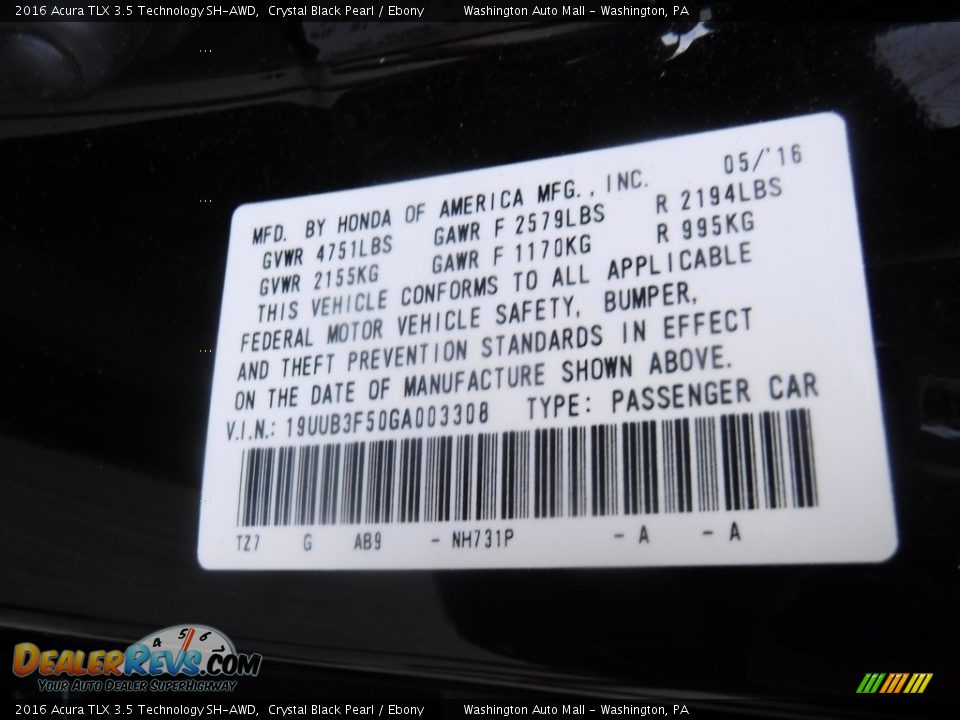 2016 Acura TLX 3.5 Technology SH-AWD, Crystal Black Pearl / Ebony Washington Auto Mall - Washington, PA
05/'16
MFD. BY HONDA OF AMERICA MFG., INC.
GVWR 4751LBS GAWR F 2579LBS R 2194LBS
GVWR 2155KG GAWR F 1170KG R 995KG
THIS VEHICLE CONFORMS TO ALL APPLICABLE
FEDERAL MOTOR VEHICLE SAFETY, BUMPER,
AND THEFT PREVENTION STANDARDS IN EFFECT
ON THE DATE OF MANUFACTURE SHOWN ABOVE.
V.I.N.: 19UUB3F50GA003308 TYPE: PASSENGER CAR
TZ7 G AB9 - NH731P - A - A
4 5 6
DEALERREVS.COM
YOUR AUTO DEALER SUPERHIGHWAY
2016 Acura TLX 3.5 Technology SH-AWD, Crystal Black Pearl / Ebony Washington Auto Mall - Washington, PA